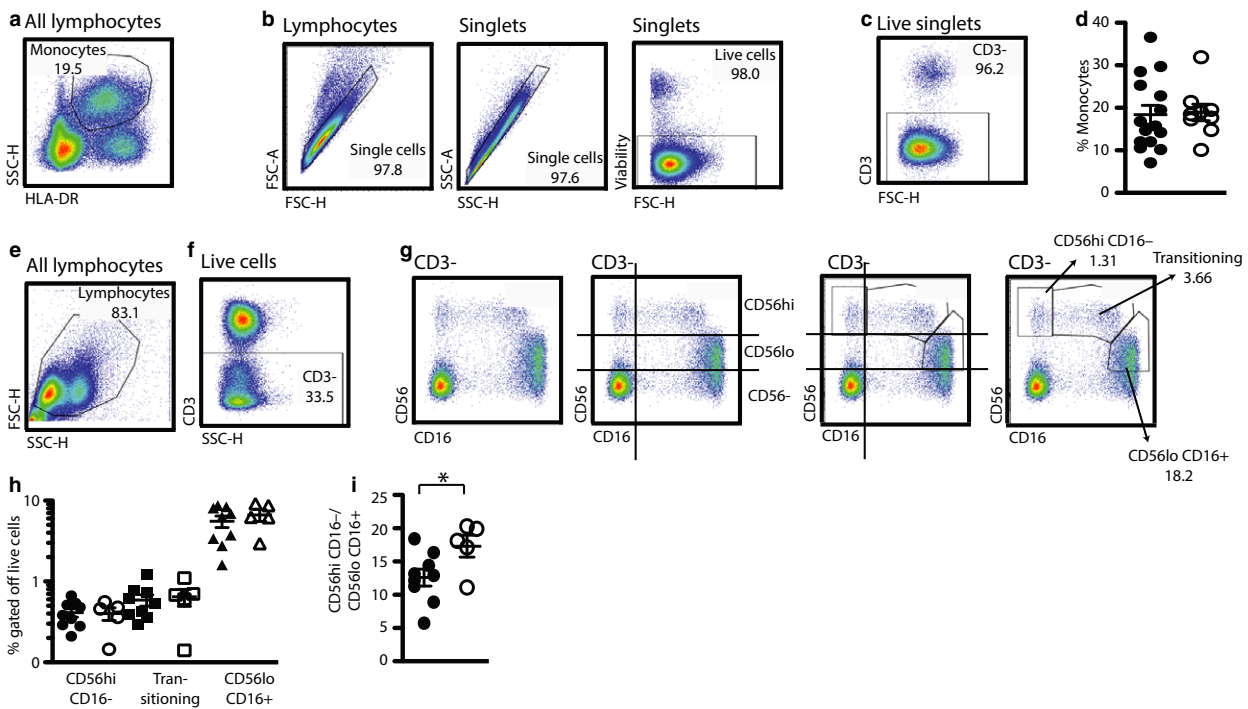 a All lymphocytes
Monocytes
19.5
SSC-H
HLA-DR
b Lymphocytes
Single cells
97.8
FSC-A
FSC-H
Singlets
Single cells
97.6
SSC-A
SSC-H
Singlets
Live cells
98.0
Viability
FSC-H
c Live singlets
CD3-
96.2
CD3
FSC-H
d
% Monocytes
40
30
20
10
0
e All lymphocytes
Lymphocytes
83.1
FSC-H
SSC-H
f Live cells
CD3-
33.5
CD3
SSC-H
g
CD3-
CD56
CD16
CD3-
CD56hi
CD56lo
CD56-
CD56
CD16
CD3-
CD56
CD16
CD3-
CD56hi CD16–
1.31
Transitioning
3.66
CD56
CD16
CD56lo CD16+
18.2
h
% gated off live cells
10
1
0
CD56hi
CD16-
Tran-
sitioning
CD56lo
CD16+
i
CD56hi CD16–/
CD56lo CD16+
25
20
15
10
5
0
*